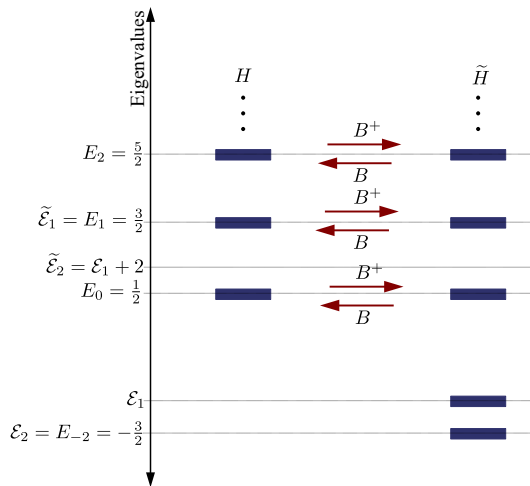 Eigenvalues
H
H̃
E₂ = 5/2
B⁺
B
Ẽ₁ = E₁ = 3/2
B⁺
B
Ẽ₂ = ℰ₁ + 2
E₀ = 1/2
B⁺
B
ℰ₁
ℰ₂ = E₋₂ = −3/2